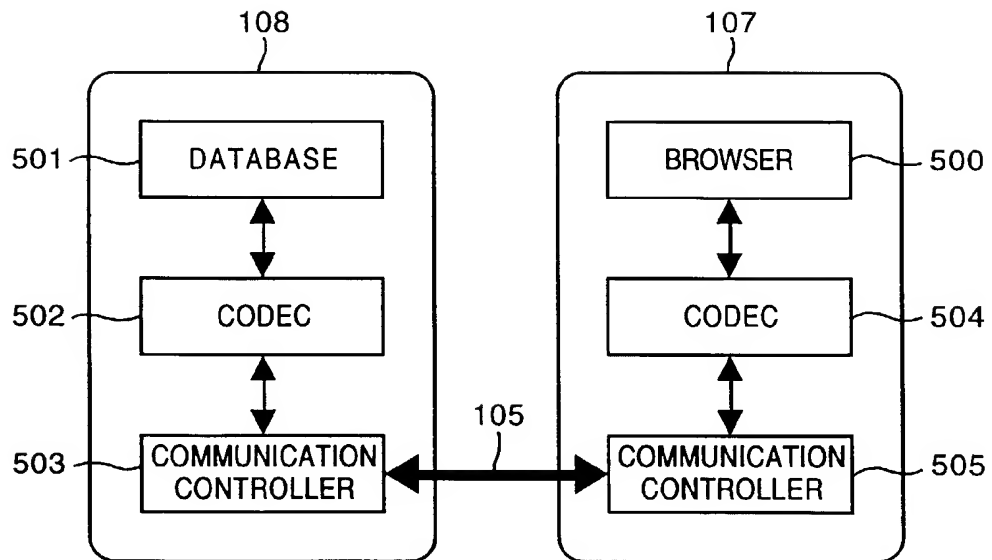 108
107
501
DATABASE
BROWSER
500
502
CODEC
CODEC
504
105
503
COMMUNICATION
CONTROLLER
COMMUNICATION
CONTROLLER
505